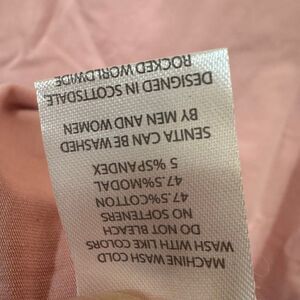 MACHINE WASH COLD
WASH WITH LIKE COLORS
DO NOT BLEACH
NO SOFTENERS
47.5%COTTON
47.5%MODAL
5 %SPANDEX
SENITA CAN BE WASHED
BY MEN AND WOMEN
DESIGNED IN SCOTTSDALE
ROCKED WORLDWIDE